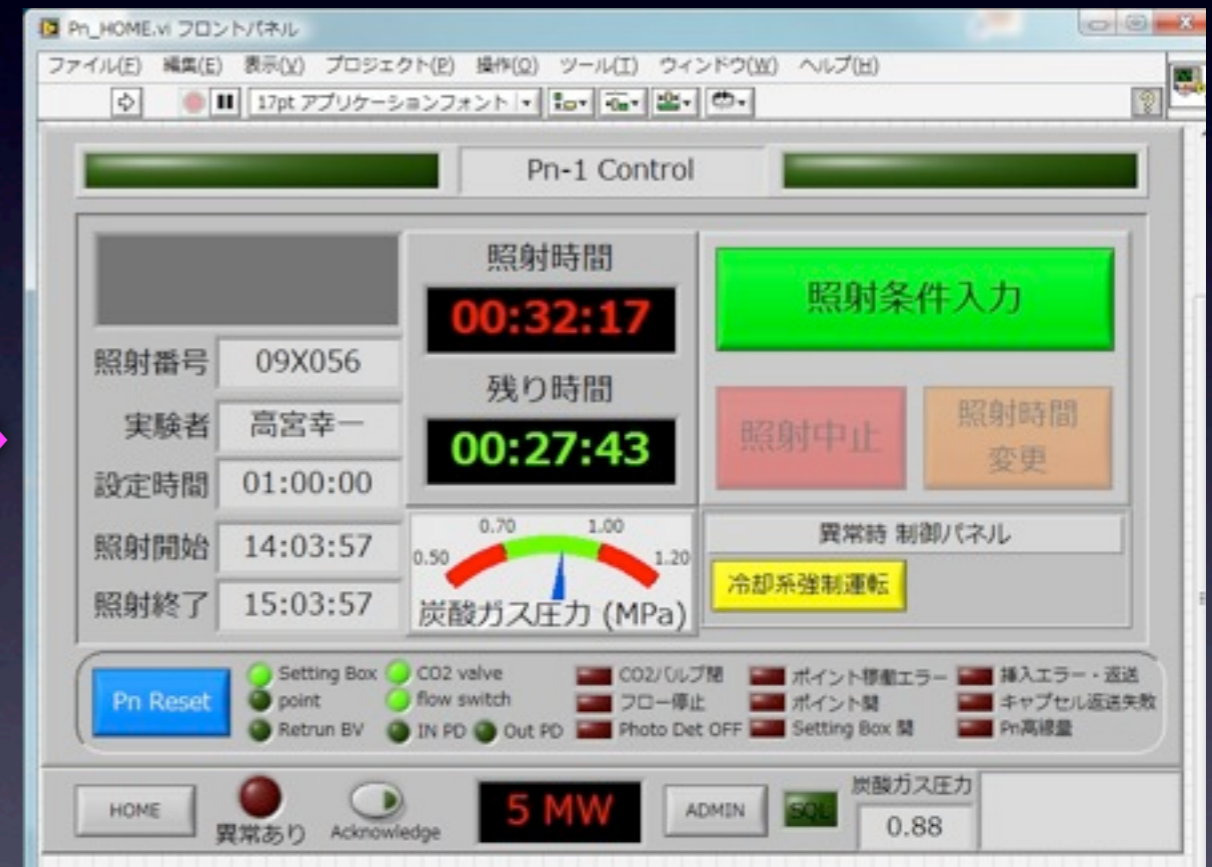 Pn_HOME.vi フロントパネル
ファイル(E) 編集(E) 表示(V) プロジェクト(P) 操作(O) ツール(T) ウィンドウ(W) ヘルプ(H)
17pt アプリケーションフォント
Pn-1 Control
照射番号 09X056
実験者 高宮幸一
設定時間 01:00:00
照射開始 14:03:57
照射終了 15:03:57
照射時間
00:32:17
残り時間
00:27:43
0.50 0.70 1.00 1.20
炭酸ガス圧力 (MPa)
照射条件入力
照射中止
照射時間
変更
異常時 制御パネル
冷却系強制運転
Pn Reset
Setting Box CO2 valve CO2バルブ閉 ポイント稼働エラー 挿入エラー・返送
point flow switch フロー停止 ポイント開 キャプセル返送失敗
Retrun BV IN PD Out PD Photo Det OFF Setting Box 開 Pn高線量
HOME
異常あり
Acknowledge
5 MW
ADMIN
SQL
炭酸ガス圧力
0.88